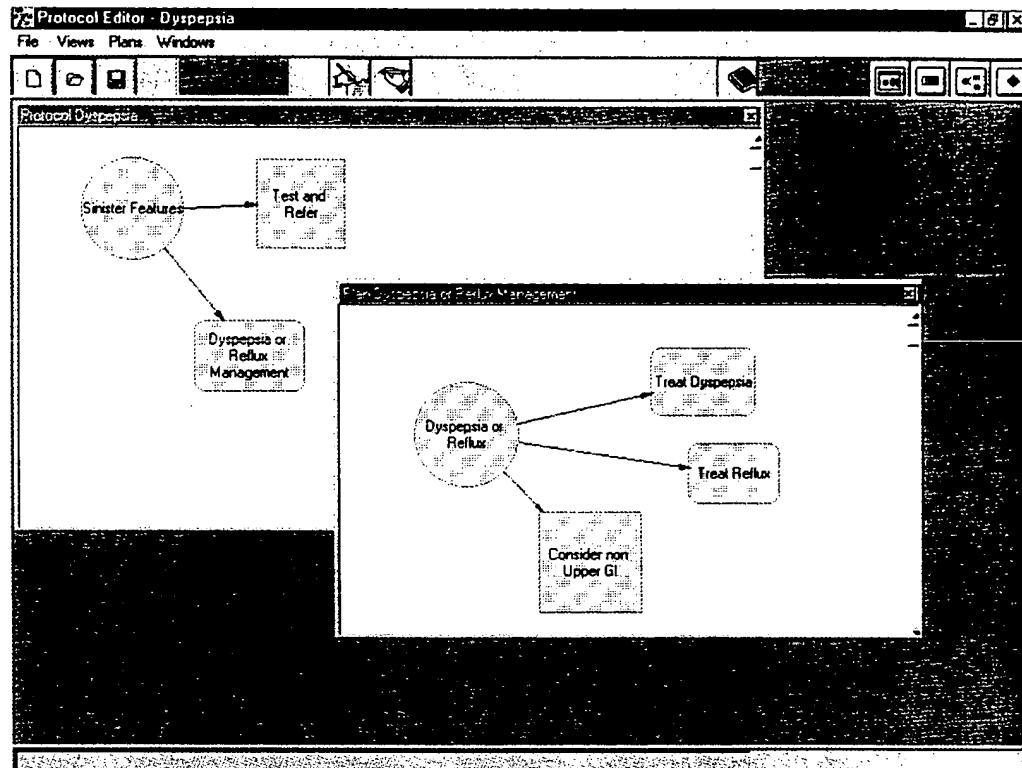 Protocol Editor - Dyspepsia
File Views Plans Windows
Protocol Dyspepsia
Sinister Features
Test and
Refer
Dyspepsia or
Reflux
Management
Plan Dyspepsia or Reflux Management
Dyspepsia or
Reflux
Treat Dyspepsia
Treat Reflux
Consider non
Upper GI